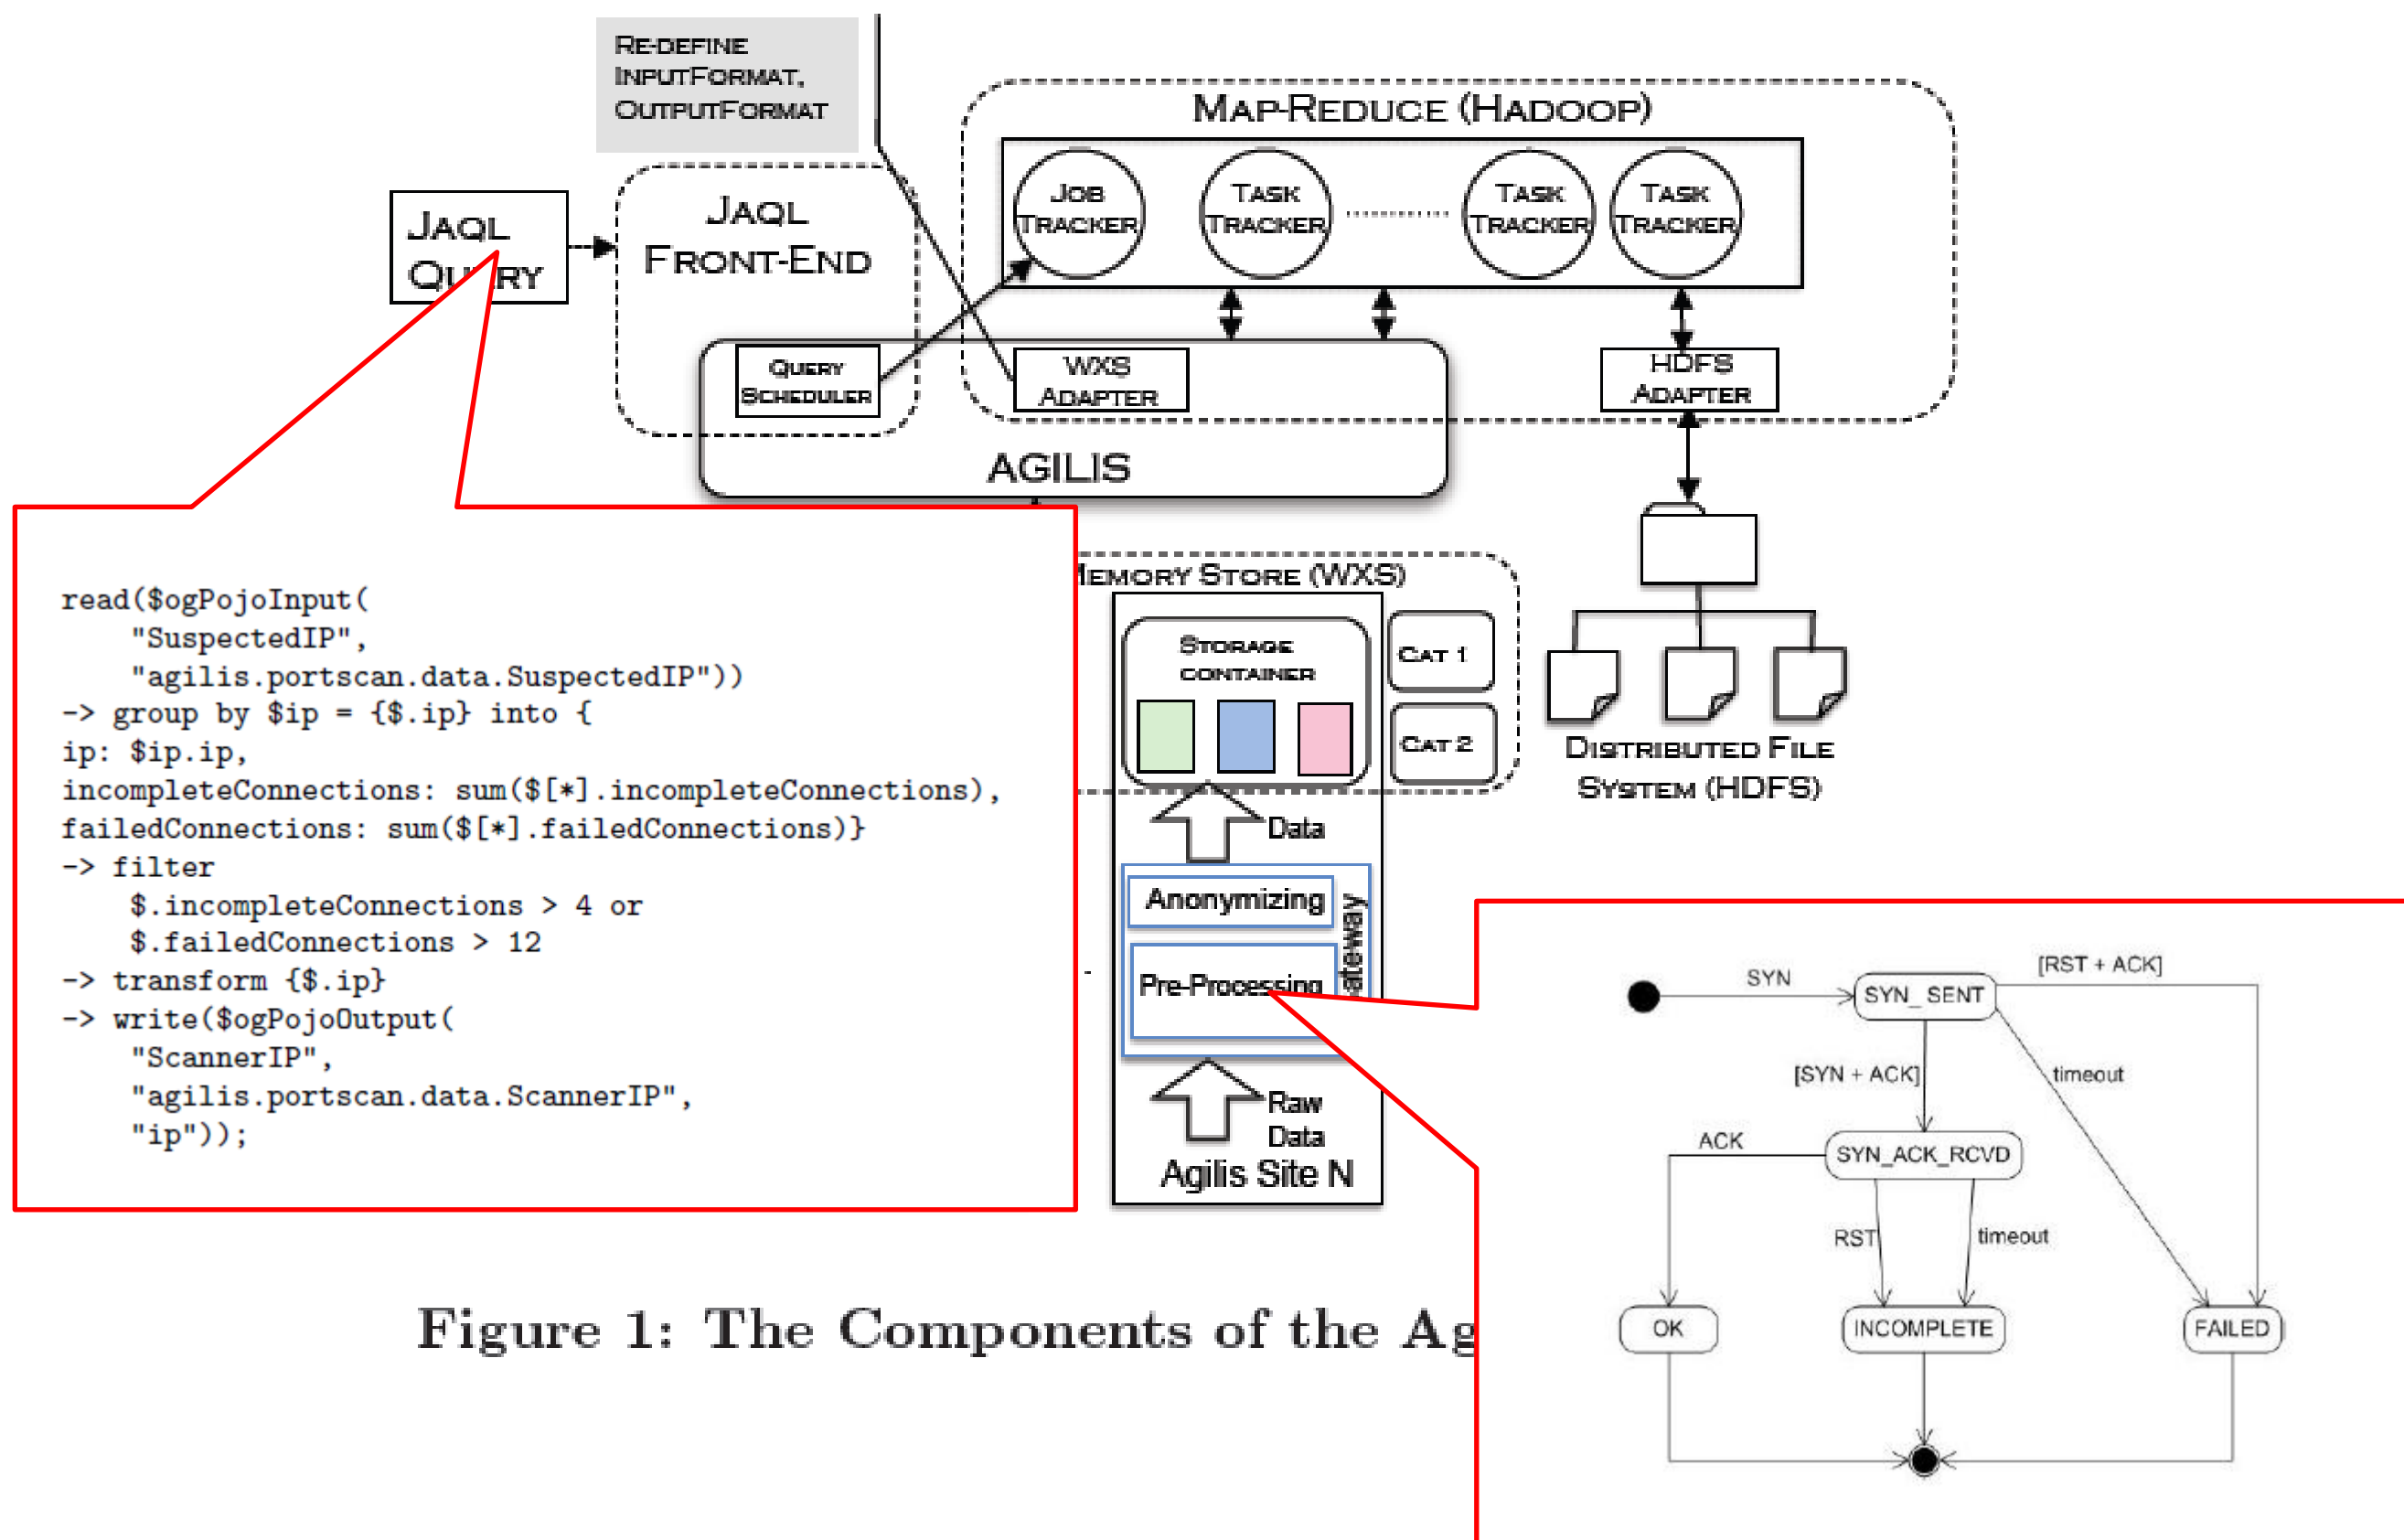 RE-DEFINE
INPUTFORMAT,
OUTPUTFORMAT
MAP-REDUCE (HADOOP)
JOB
TRACKER
TASK
TRACKER
TASK
TRACKER
TASK
TRACKER
JAQL
QUERY
JAQL
FRONT-END
QUERY
SCHEDULER
WXS
ADAPTER
HDFS
ADAPTER
AGILIS
read($ogPojoInput(
"SuspectedIP",
"agilis.portscan.data.SuspectedIP"))
-> group by $ip = {$.ip} into {
ip: $ip.ip,
incompleteConnections: sum($[*].incompleteConnections),
failedConnections: sum($[*].failedConnections)}
-> filter
$.incompleteConnections > 4 or
$.failedConnections > 12
-> transform {$.ip}
-> write($ogPojoOutput(
"ScannerIP",
"agilis.portscan.data.ScannerIP",
"ip"));
STORE (WXS)
STORAGE
CONTAINER
CAT 1
CAT 2
DISTRIBUTED FILE
SYSTEM (HDFS)
Data
Anonymizing
Pre-Processing
Raw
Data
Agilis Site N
SYN
SYN_SENT
[RST + ACK]
[SYN + ACK]
timeout
ACK
SYN_ACK_RCVD
RST
timeout
OK
INCOMPLETE
FAILED
Figure 1: The Components of the